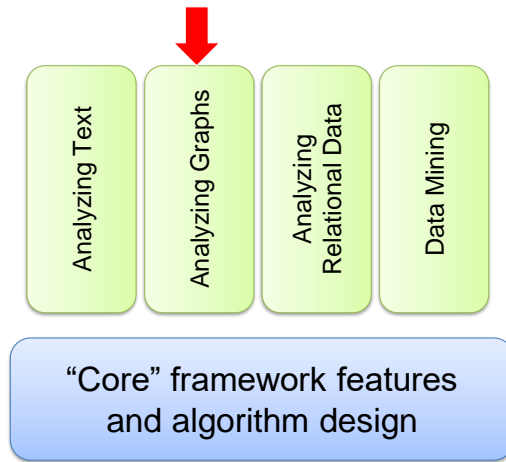 Analyzing Text
Analyzing Graphs
Analyzing
Relational Data
Data Mining
“Core” framework features
and algorithm design